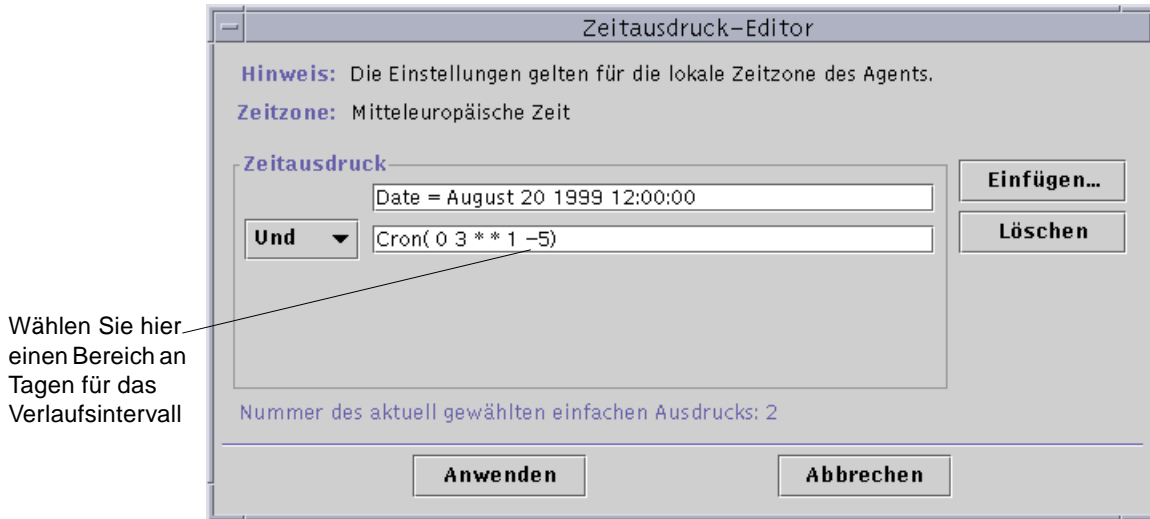 Zeitausdruck–Editor
Hinweis: Die Einstellungen gelten für die lokale Zeitzone des Agents.
Zeitzone: Mitteleuropäische Zeit
Zeitausdruck
Date = August 20 1999 12:00:00
Einfügen...
Und
Cron( 0 3 * * 1 –5)
Löschen
Wählen Sie hier
einen Bereich an
Tagen für das
Verlaufsintervall
Nummer des aktuell gewählten einfachen Ausdrucks: 2
Anwenden
Abbrechen